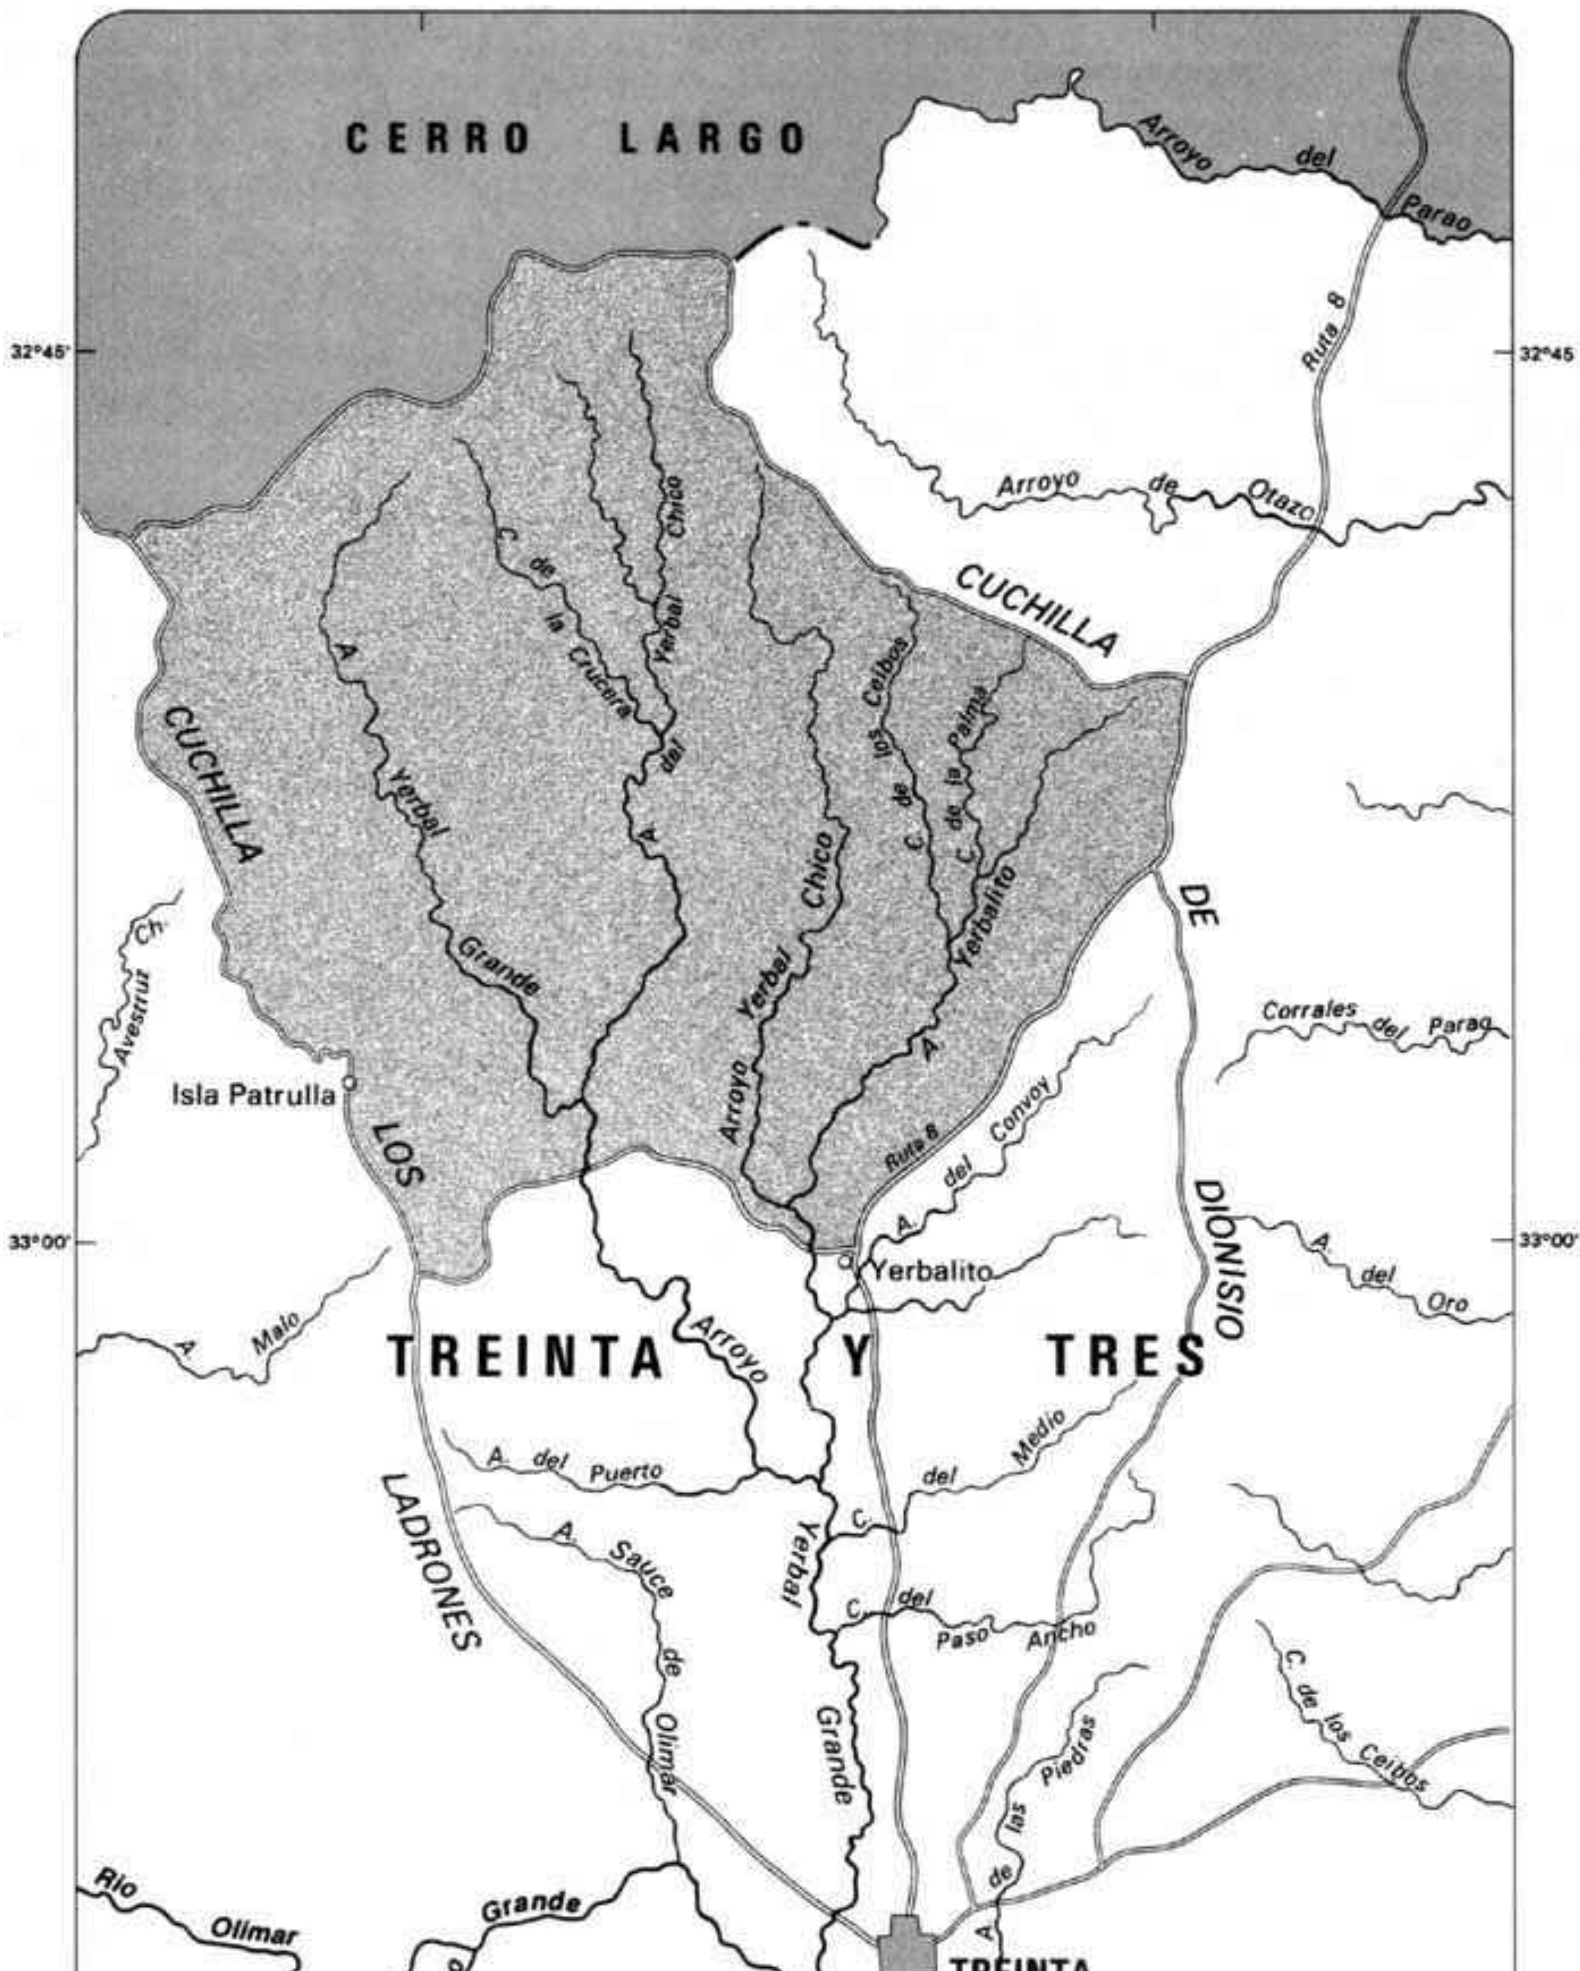 CERRO LARGO
Arroyo del Parao
32°45'
32°45
Ruta 8
Arroyo de Otazo
Chico
Yerbal
del
A.
C. de la Crucera
CUCHILLA
A Yerbal Grande
C. de los Ceibos
C. de la Palma
CUCHILLA
Arroyo Yerbal Chico
A Yerbalito
DE
Avestruz Ch.
Corrales del Parao
Isla Patrulla
LOS
A. del Convoy
Ruta 8
DIONISIO
33°00'
33°00'
Yerbalito
A. del Oro
A. Malo
TREINTA Y TRES
Arroyo
A. del Puerto
C. del Medio
LADRONES
A. Sauce de Olimar
Yerbal
C. del Paso Ancho
Grande
A de las Piedras
C. de los Ceibos
Rio Olimar
Grande
TREINTA